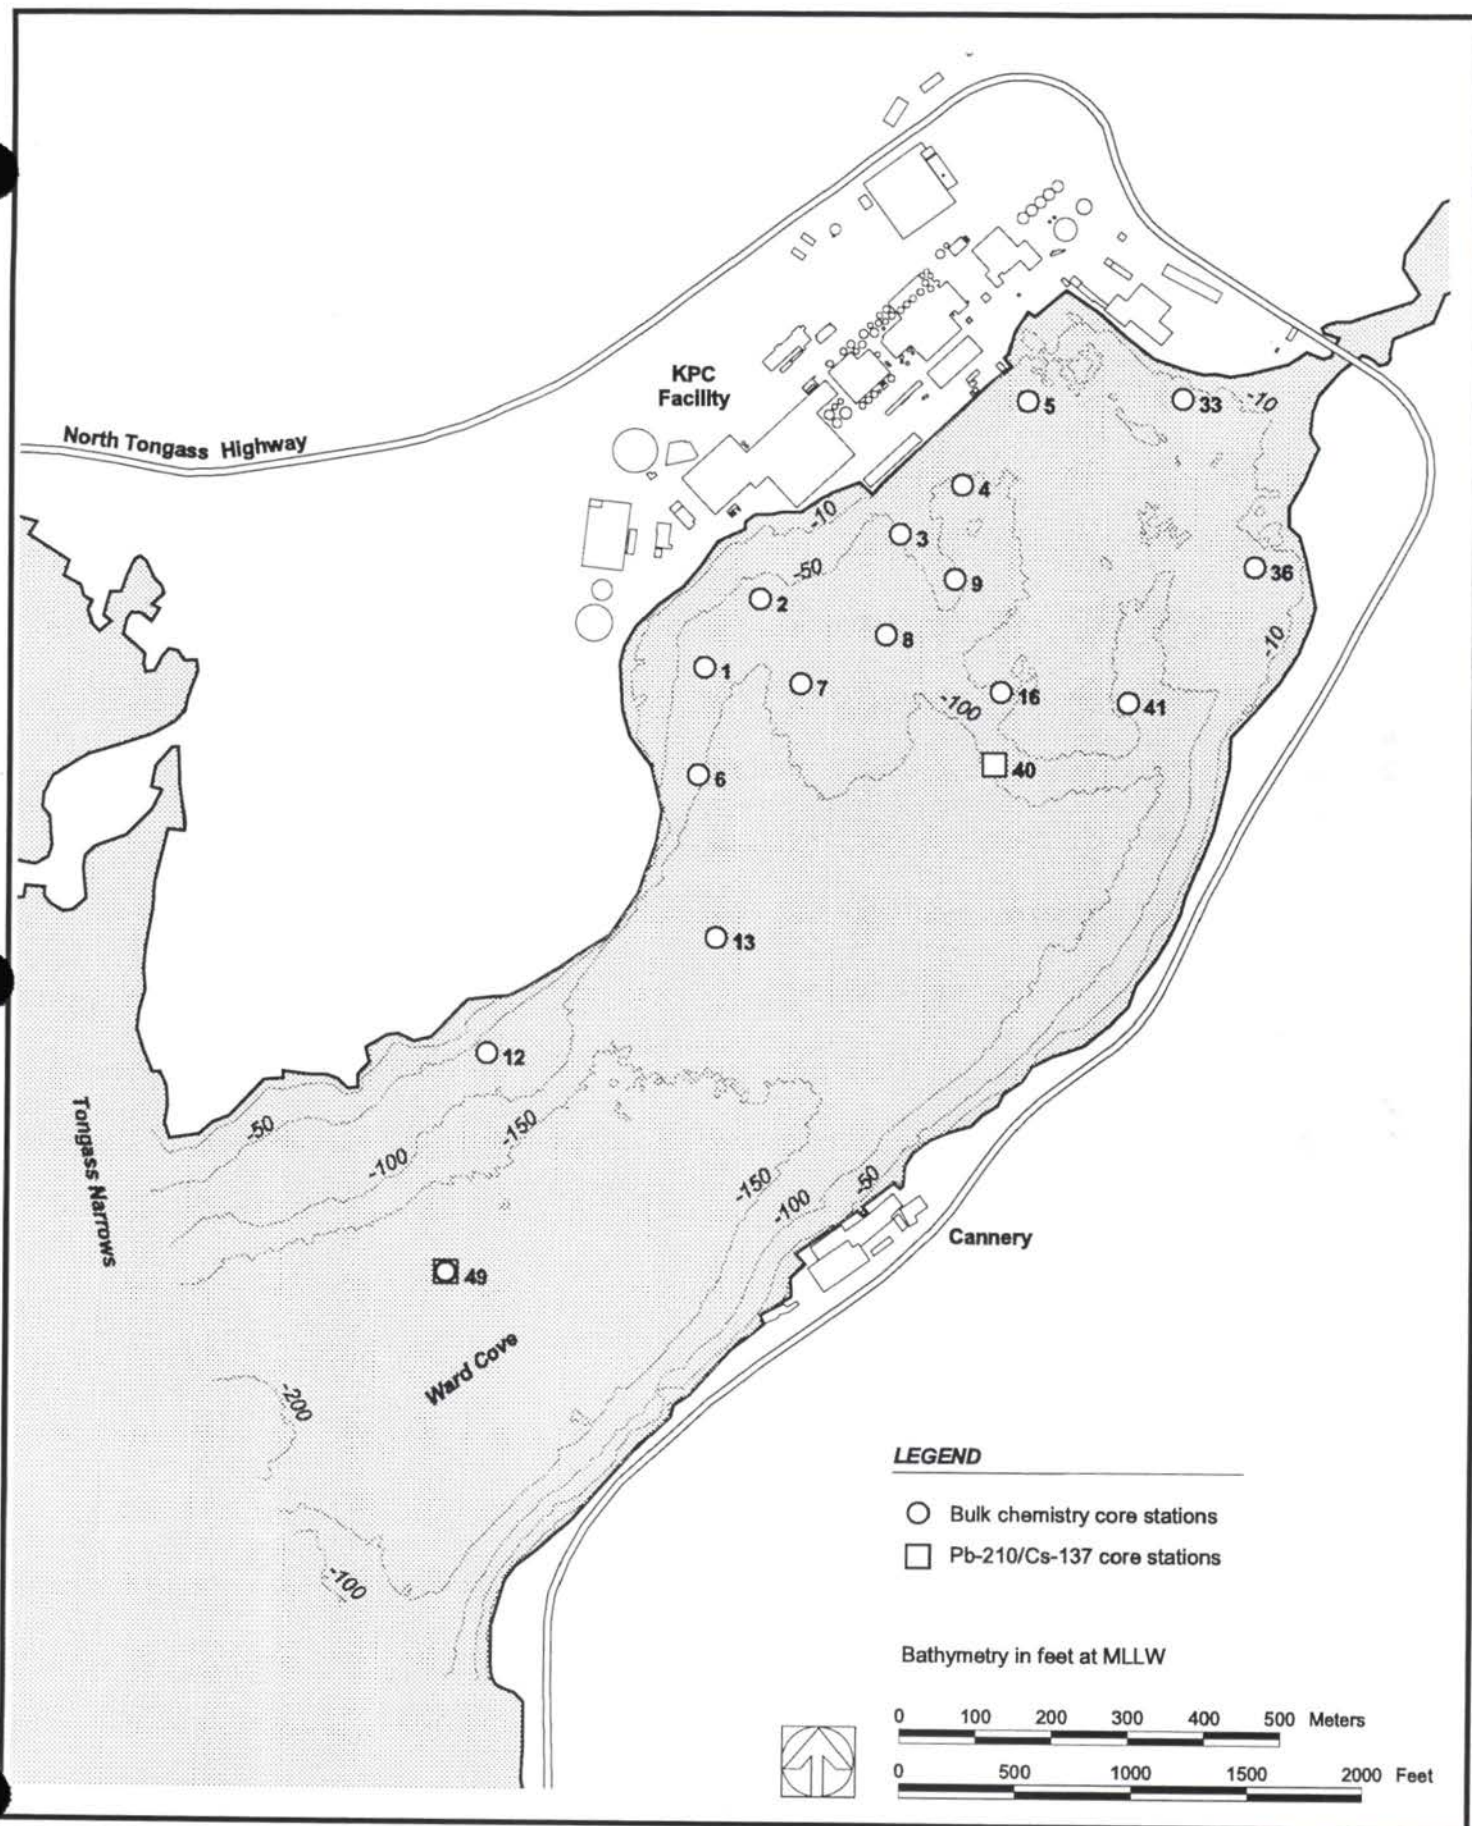 KPC
Facility
North Tongass Highway
5
33
-10
4
-10
3
-50
9
36
2
8
-10
1
7
16
-100
41
40
6
13
12
Tongass Narrows
-50
-150
-100
-150
-50
-100
Cannery
49
Ward Cove
-200
-100
LEGEND
Bulk chemistry core stations
Pb-210/Cs-137 core stations
Bathymetry in feet at MLLW
0 100 200 300 400 500 Meters
0 500 1000 1500 2000 Feet